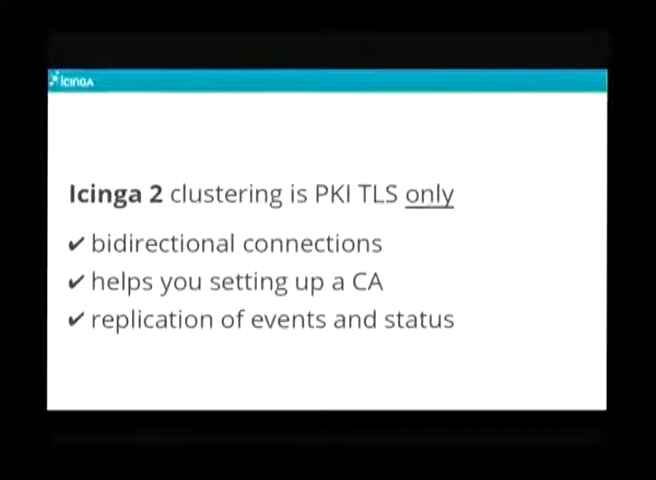 icinga
Icinga 2 clustering is PKI TLS only
✔ bidirectional connections
✔ helps you setting up a CA
✔ replication of events and status